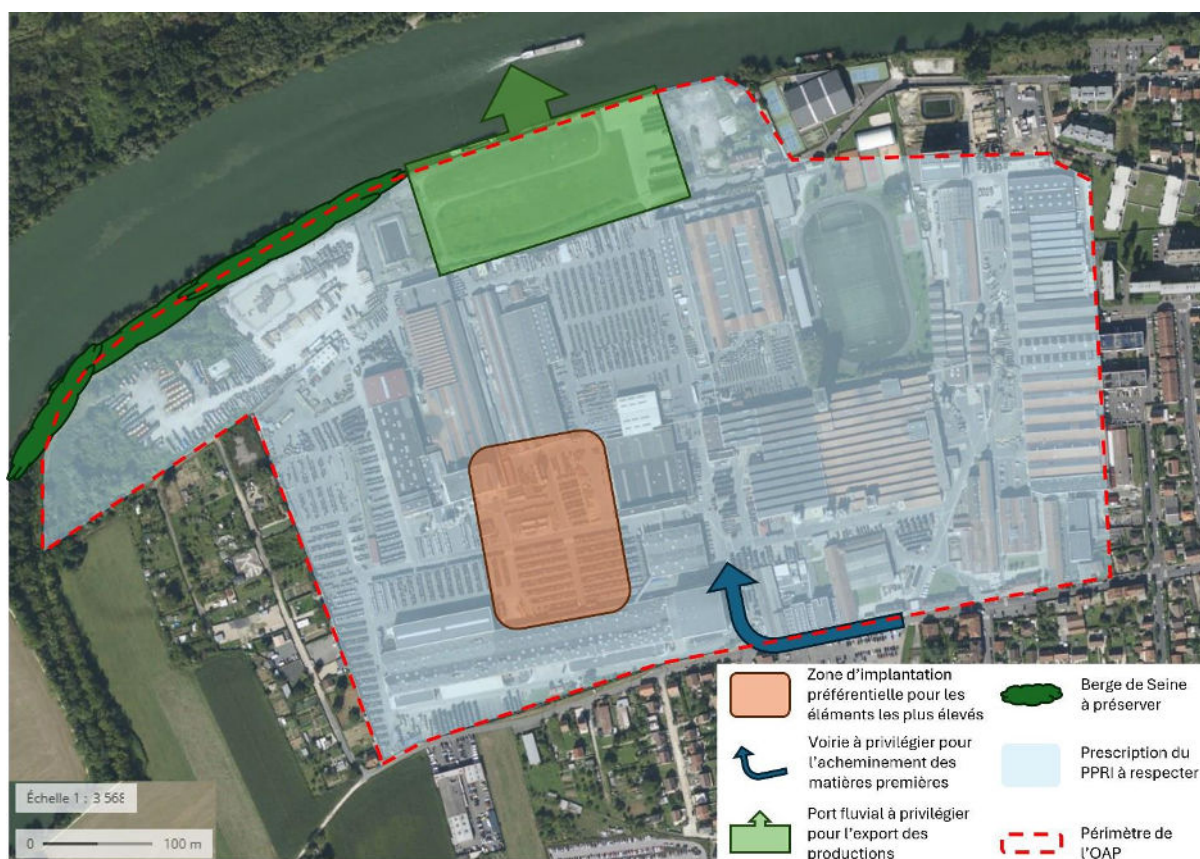 Zone d'implantation
préférentielle pour les
éléments les plus élevés
Voirie à privilégier pour
l'acheminement des
matières premières
Port fluvial à privilégier
pour l'export des
productions
Berge de Seine
à préserver
Prescription du
PPRI à respecter
Périmètre de
l'OAP
Échelle 1 : 3 568
0 100 m